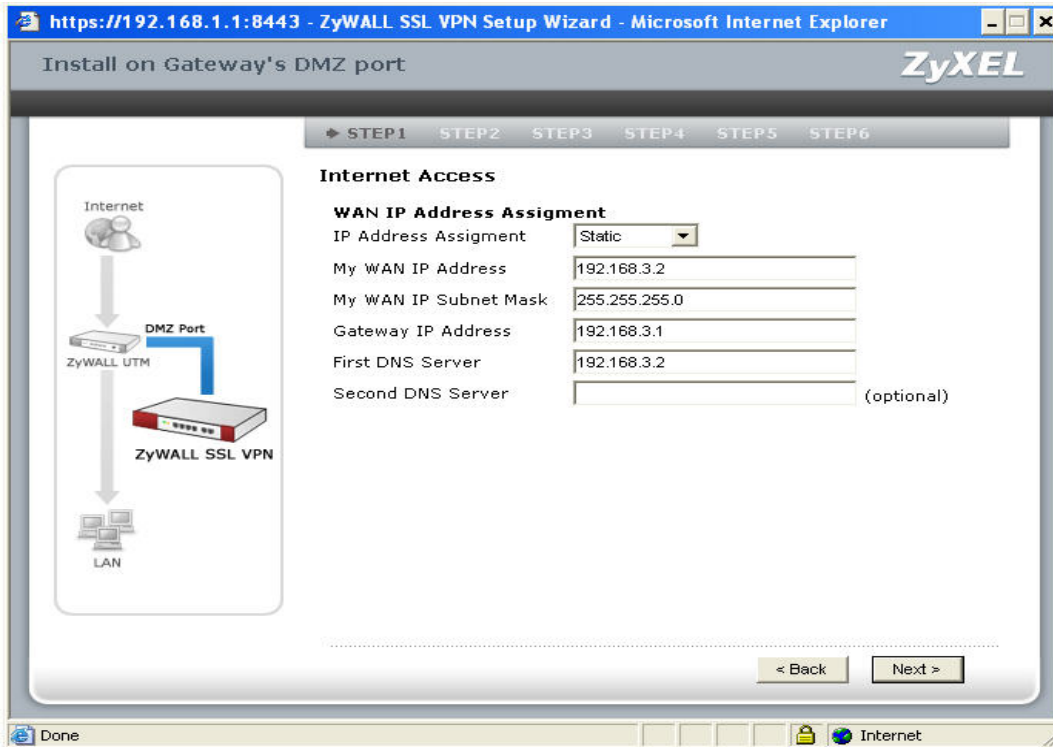 https://192.168.1.1:8443 - ZyWALL SSL VPN Setup Wizard - Microsoft Internet Explorer
Install on Gateway's DMZ port
ZyXEL
STEP1 STEP2 STEP3 STEP4 STEP5 STEP6
Internet Access
WAN IP Address Assigment
IP Address Assigment Static
My WAN IP Address 192.168.3.2
My WAN IP Subnet Mask 255.255.255.0
Gateway IP Address 192.168.3.1
First DNS Server 192.168.3.2
Second DNS Server (optional)
Internet
DMZ Port
ZyWALL UTM
ZyWALL SSL VPN
LAN
< Back Next >
Done Internet